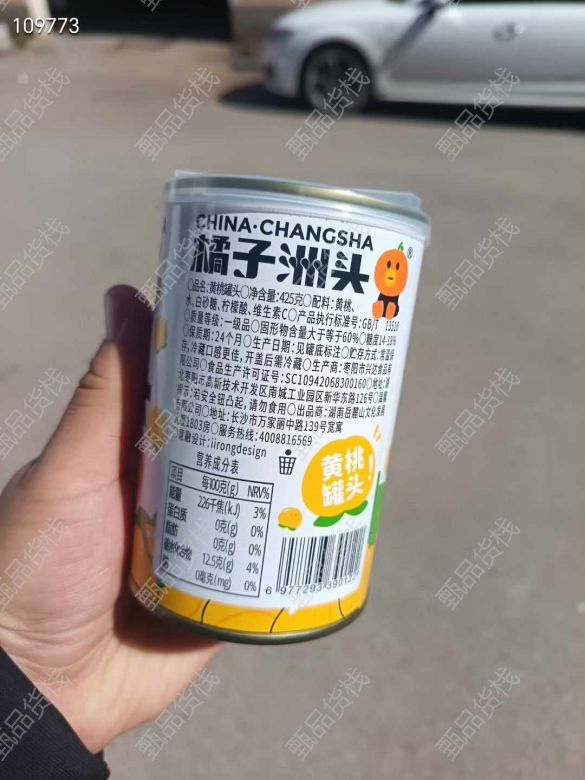 109773
CHINA·CHANGSHA
橘子洲头
®
○品名:黄桃罐头○净含量:425克○配料:黄桃、
水、白砂糖、柠檬酸、维生素C○产品执行标准号:GB/T 13516
○质量等级:一级品○固形物含量大于等于60%○糖度14-18%
○保质期:24个月○生产日期:见罐底标注○贮存方式:常温保
存,冷藏口感更佳,开盖后需冷藏○生产商:枣阳市兴达食品有
限公司○食品生产许可证号:SC10942068300160○地址:湖
北枣阳市高新技术开发区南城工业园区新华东路126号○温馨
提示:若安全钮凸起,请勿食用○出品商:湖南岳麓山文化发展
有限公司○地址:长沙市万家丽中路139号宽寓
1803房○服务热线:4008816569
意融设计:iirongdesign
营养成分表
项目 每100克(g) NRV%
能量 226千焦(kJ) 3%
蛋白质 0克(g) 0%
脂肪 0克(g) 0%
碳水化合物 12.5克(g) 4%
0毫克(mg) 0%
黄桃
罐头!
6 977293 390132
甄品货栈